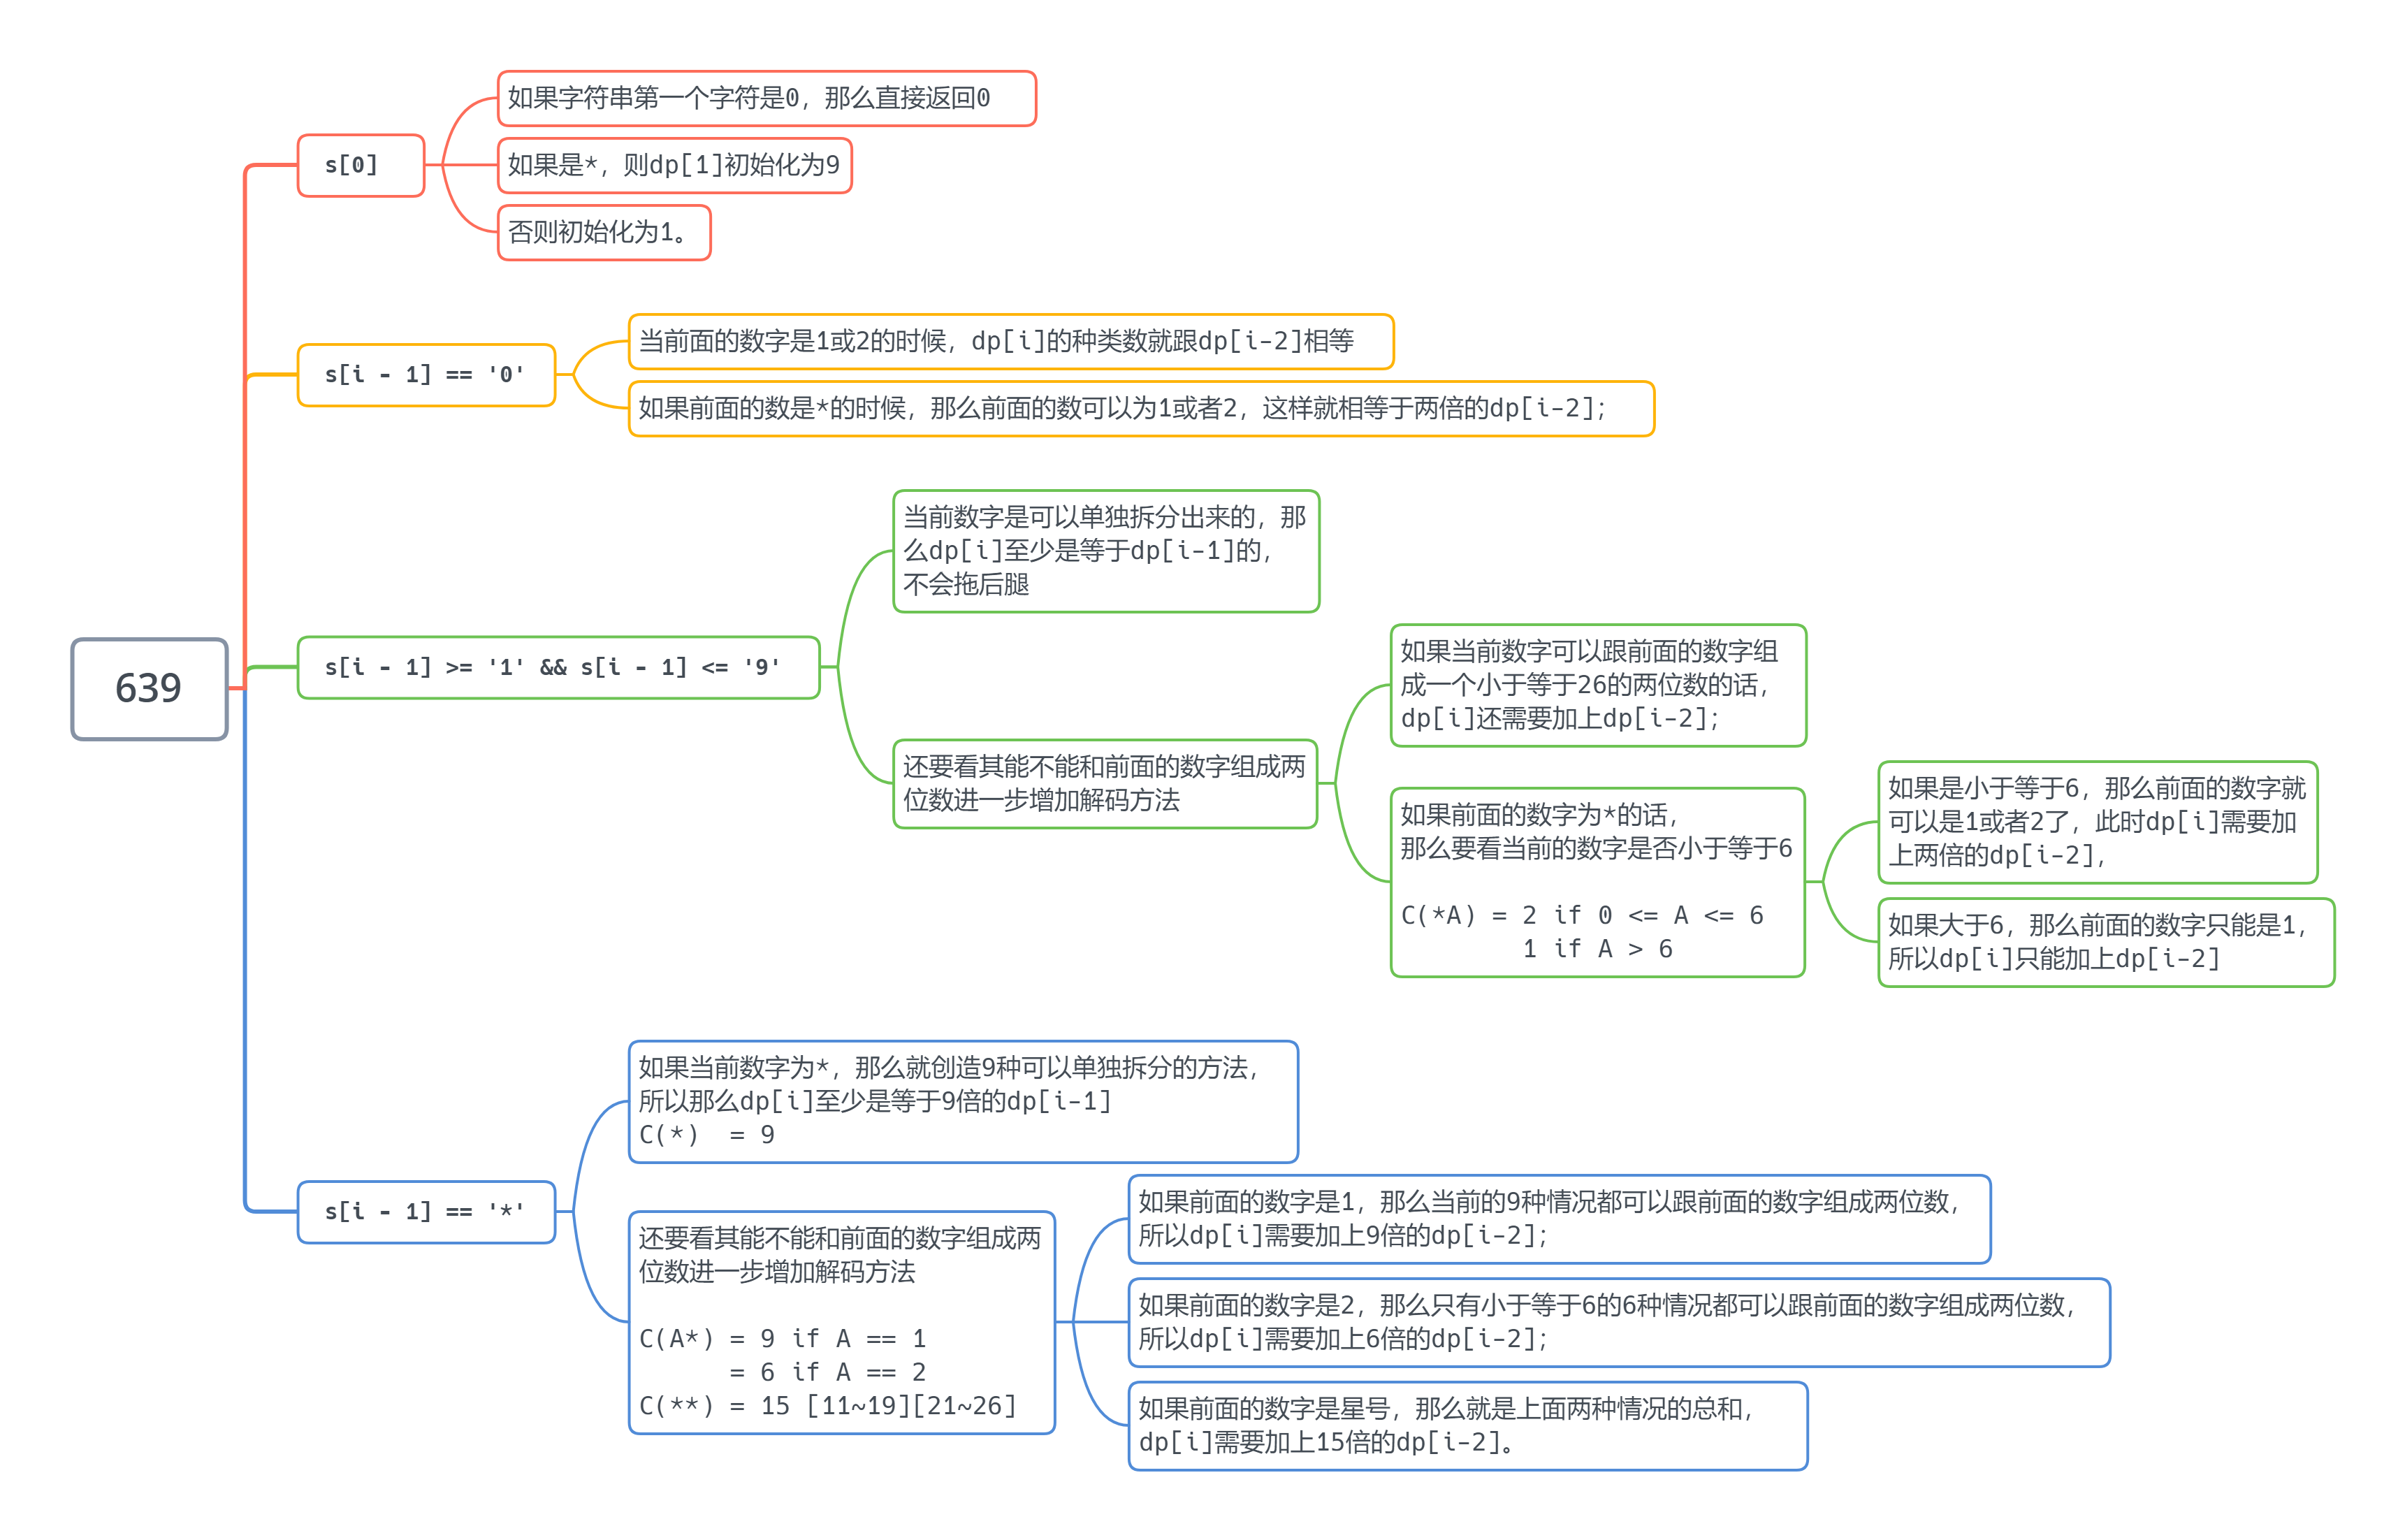 639
s[0]
如果字符串第一个字符是0，那么直接返回0
如果是*，则dp[1]初始化为9
否则初始化为1。
s[i - 1] == '0'
当前面的数字是1或2的时候，dp[i]的种类数就跟dp[i-2]相等
如果前面的数是*的时候，那么前面的数可以为1或者2，这样就相等于两倍的dp[i-2]；
s[i - 1] >= '1' && s[i - 1] <= '9'
当前数字是可以单独拆分出来的，那
么dp[i]至少是等于dp[i-1]的，
不会拖后腿
还要看其能不能和前面的数字组成两
位数进一步增加解码方法
如果当前数字可以跟前面的数字组
成一个小于等于26的两位数的话，
dp[i]还需要加上dp[i-2]；
如果前面的数字为*的话，
那么要看当前的数字是否小于等于6
C(*A) = 2 if 0 <= A <= 6
1 if A > 6
如果是小于等于6，那么前面的数字就
可以是1或者2了，此时dp[i]需要加
上两倍的dp[i-2]，
如果大于6，那么前面的数字只能是1，
所以dp[i]只能加上dp[i-2]
s[i - 1] == '*'
如果当前数字为*，那么就创造9种可以单独拆分的方法，
所以那么dp[i]至少是等于9倍的dp[i-1]
C(*)  = 9
还要看其能不能和前面的数字组成两
位数进一步增加解码方法
C(A*) = 9 if A == 1
= 6 if A == 2
C(**) = 15 [11~19][21~26]
如果前面的数字是1，那么当前的9种情况都可以跟前面的数字组成两位数，
所以dp[i]需要加上9倍的dp[i-2]；
如果前面的数字是2，那么只有小于等于6的6种情况都可以跟前面的数字组成两位数，
所以dp[i]需要加上6倍的dp[i-2]；
如果前面的数字是星号，那么就是上面两种情况的总和，
dp[i]需要加上15倍的dp[i-2]。